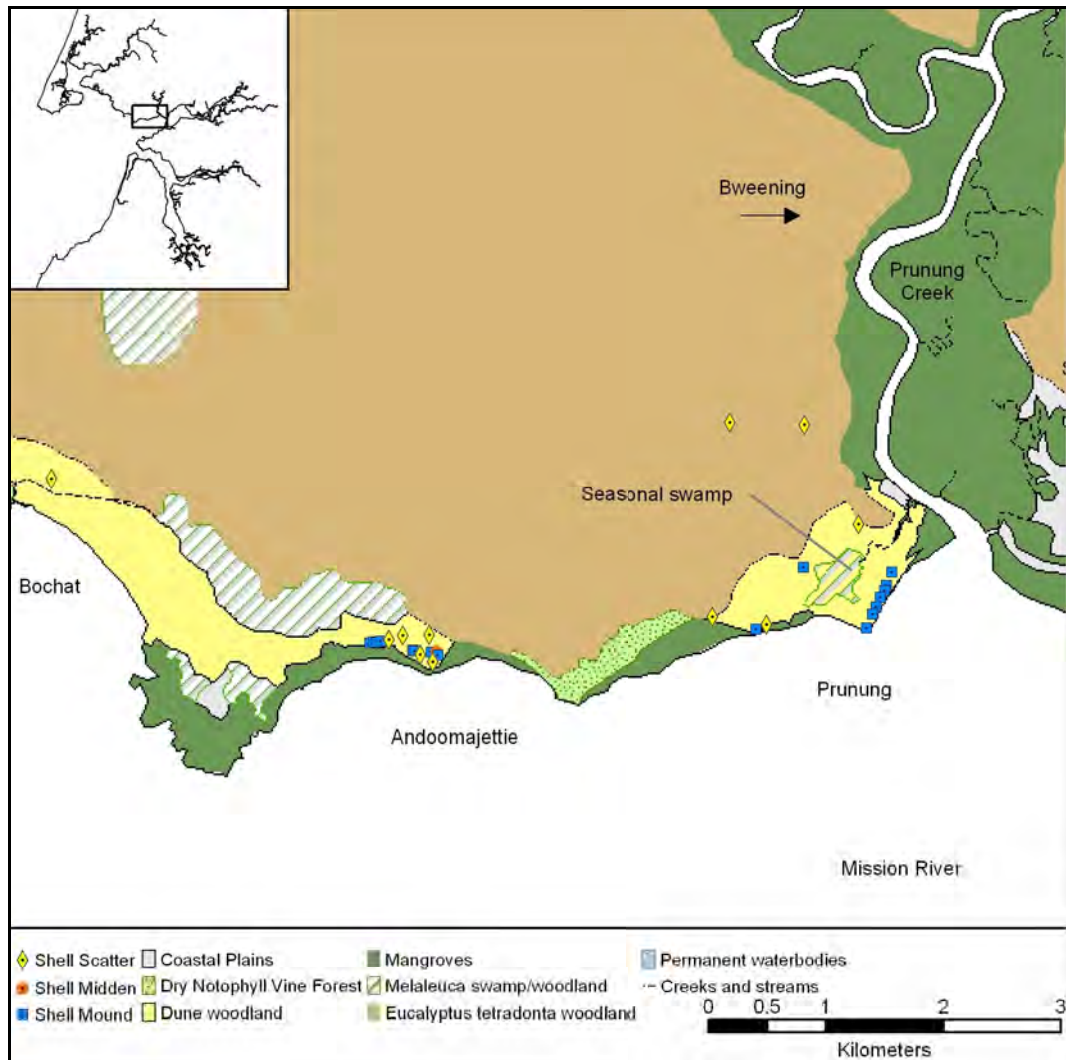 Bweening
Prunung
Creek
Seasonal swamp
Bochat
Andoomajettie
Prunung
Mission River
Shell Scatter
Coastal Plains
Mangroves
Permanent waterbodies
Shell Midden
Dry Notophyll Vine Forest
Melaleuca swamp/woodland
Creeks and streams
Shell Mound
Dune woodland
Eucalyptus tetradonta woodland
0 0.5 1 2 3
Kilometers